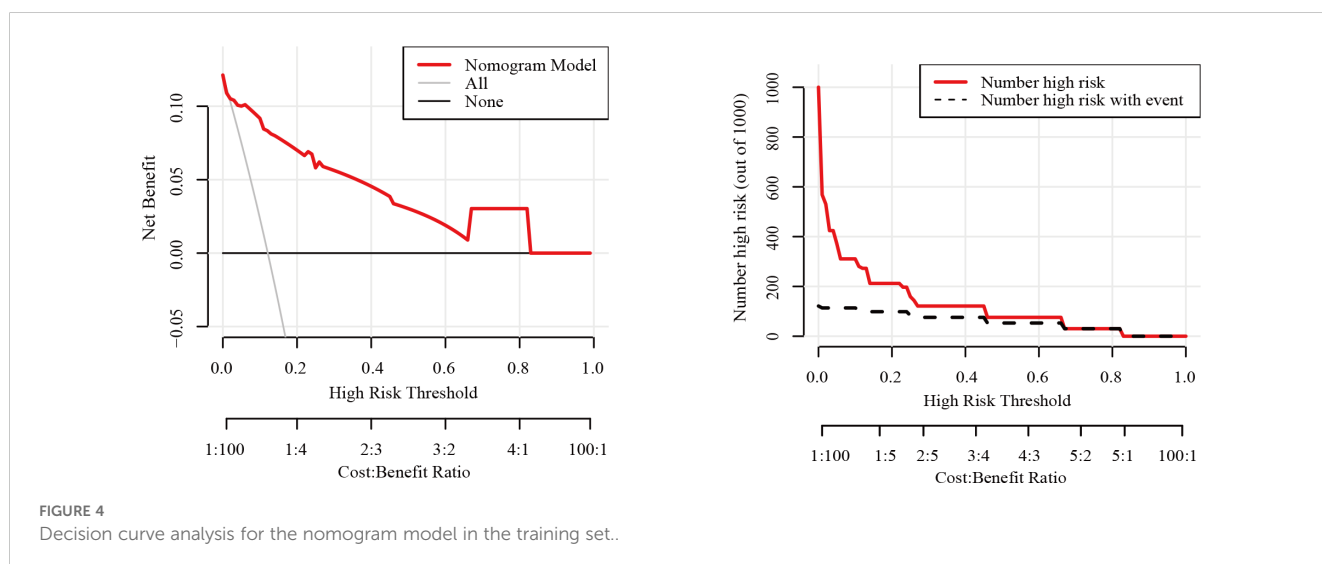 Nomogram Model
All
None
Net Benefit
0.10
0.05
0.00
−0.05
0.0 0.2 0.4 0.6 0.8 1.0
High Risk Threshold
1:100 1:4 2:3 3:2 4:1 100:1
Cost:Benefit Ratio
Number high risk
Number high risk with event
Number high risk (out of 1000)
1000
800
600
400
200
0
0.0 0.2 0.4 0.6 0.8 1.0
High Risk Threshold
1:100 1:5 2:5 3:4 4:3 5:2 5:1 100:1
Cost:Benefit Ratio
FIGURE 4
Decision curve analysis for the nomogram model in the training set..